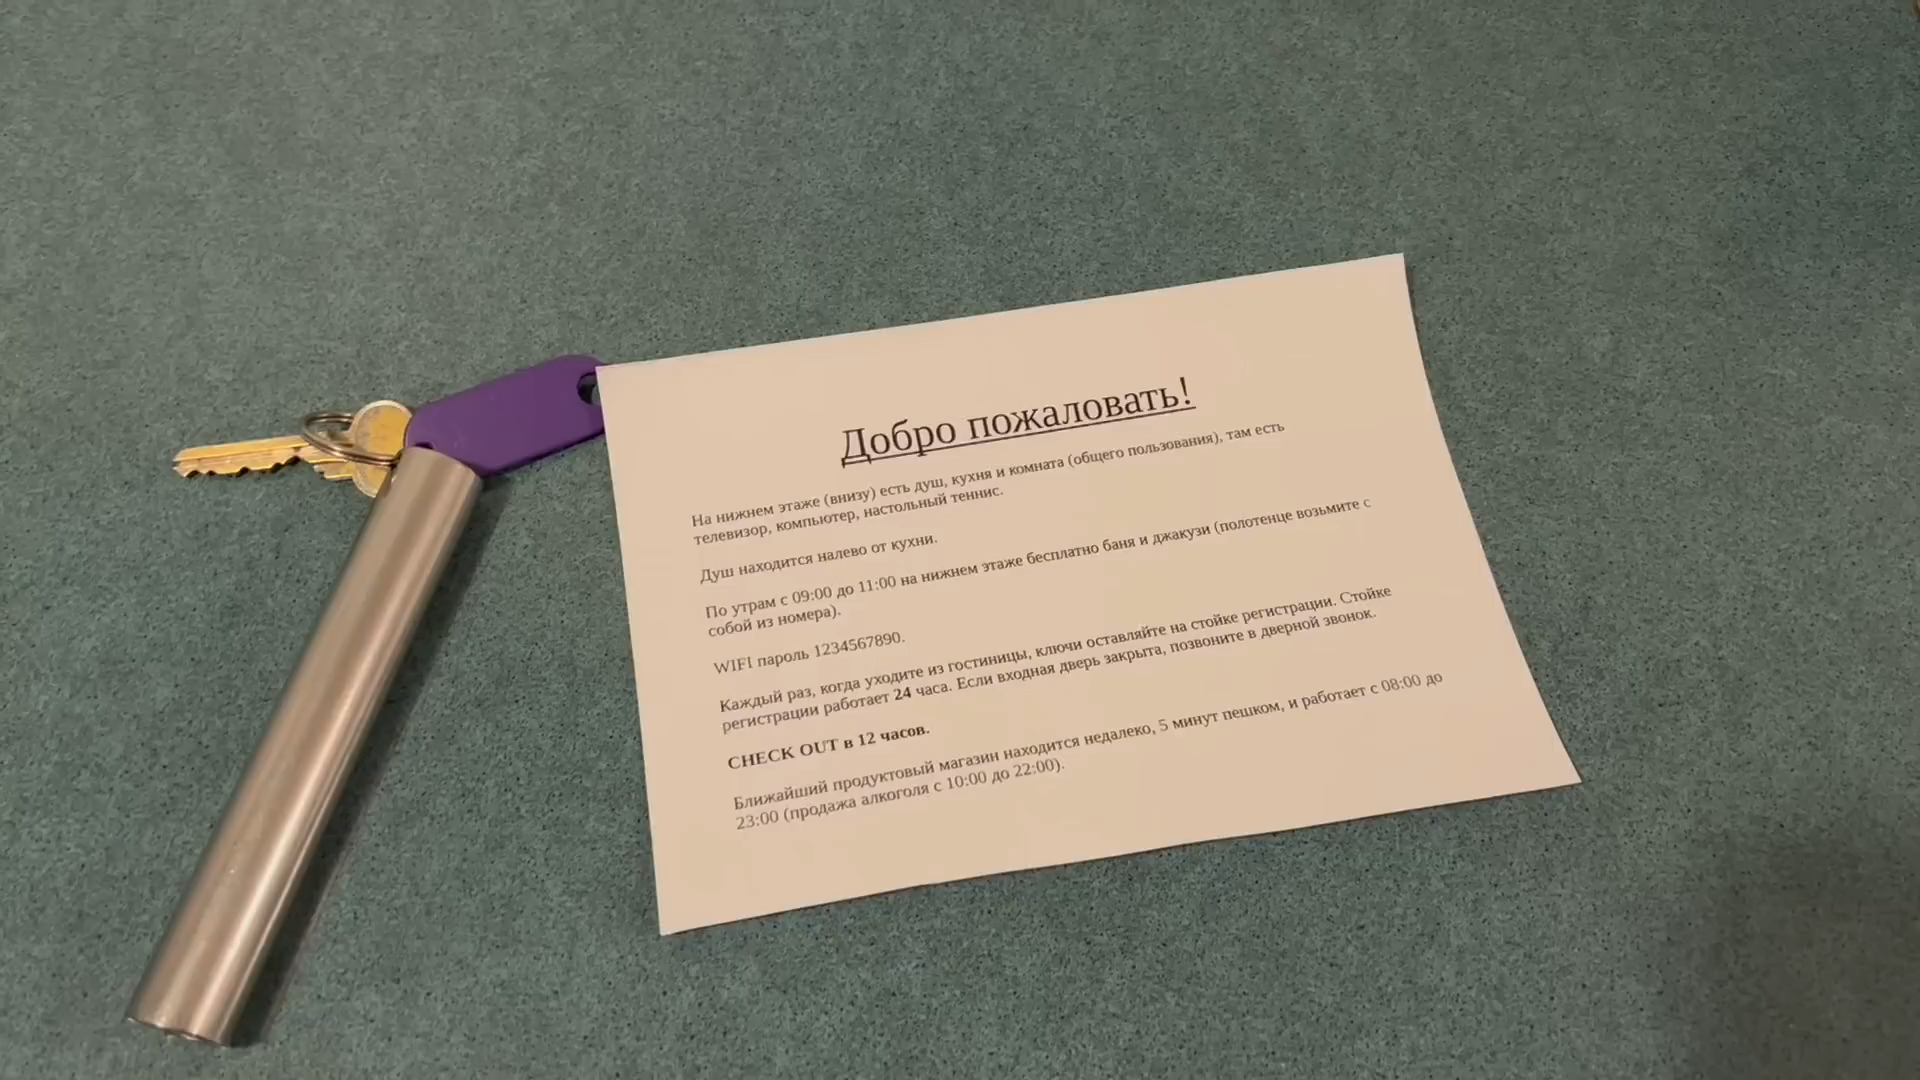 Добро пожаловать!
На нижнем этаже (внизу) есть душ, кухня и комната (общего пользования), там есть
телевизор, компьютер, настольный теннис.
Душ находится налево от кухни.
По утрам с 09:00 до 11:00 на нижнем этаже бесплатно баня и джакузи (полотенце возьмите с
собой из номера).
WIFI пароль 1234567890.
Каждый раз, когда уходите из гостиницы, ключи оставляйте на стойке регистрации. Стойке
регистрации работает 24 часа. Если входная дверь закрыта, позвоните в дверной звонок.
CHECK OUT в 12 часов.
Ближайший продуктовый магазин находится недалеко, 5 минут пешком, и работает с 08:00 до
23:00 (продажа алкоголя с 10:00 до 22:00).